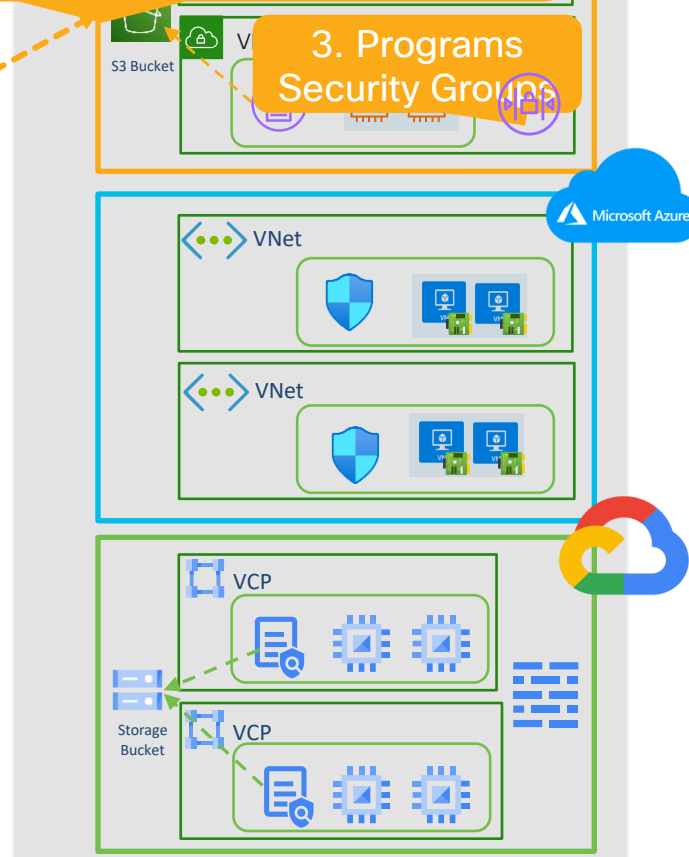 3. Programs
Security Groups
S3 Bucket
Microsoft Azure
VNet
VNet
VCP
Storage
Bucket
VCP